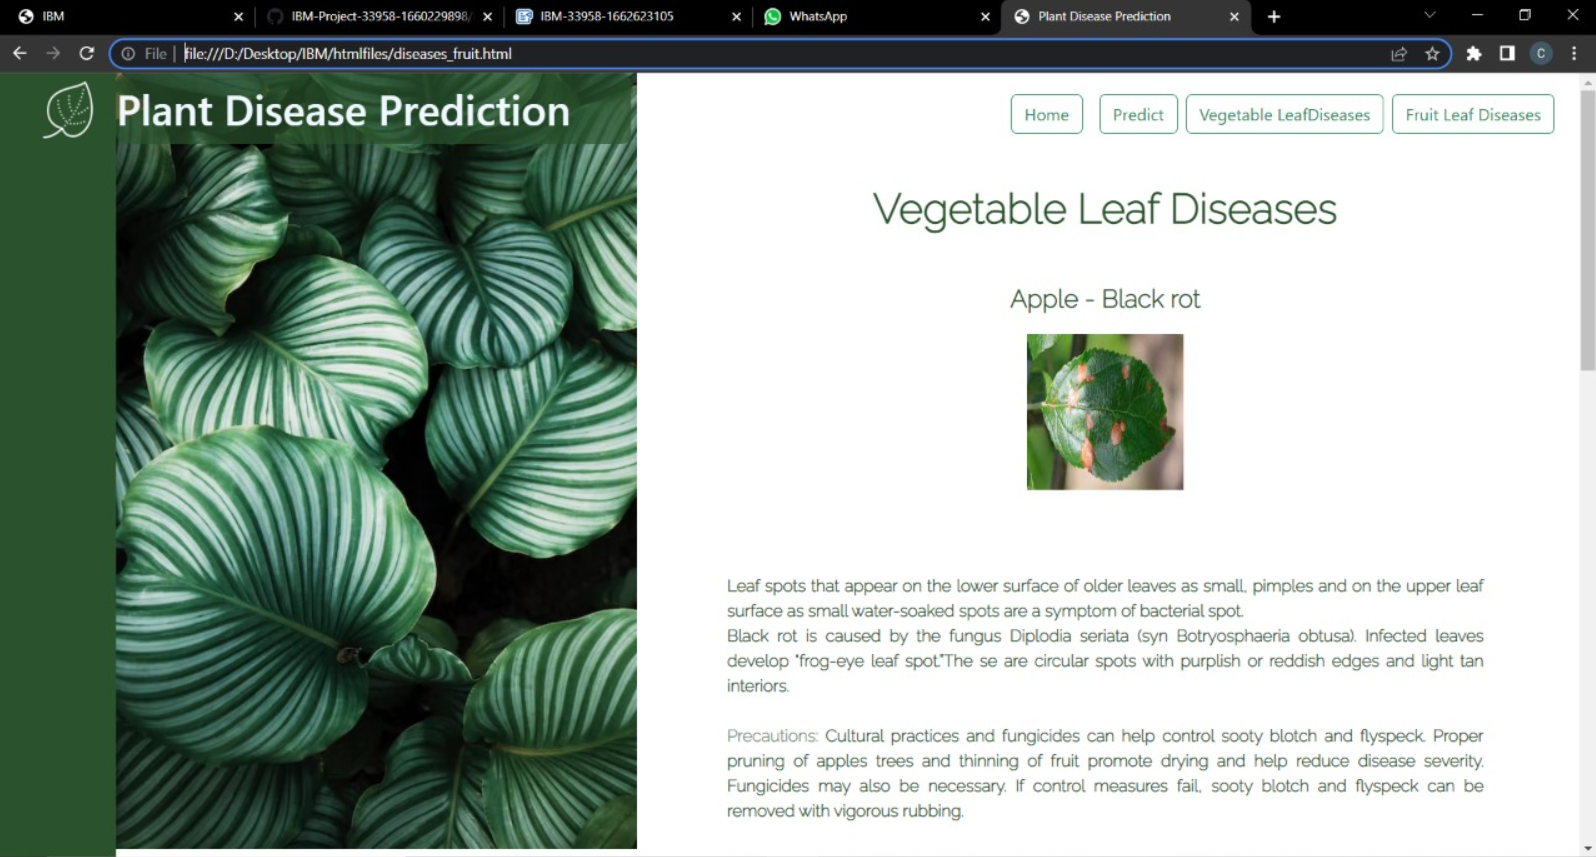 IBM
IBM-Project-33958-1660229898/
IBM-33958-1662623105
WhatsApp
Plant Disease Prediction
File | file:///D:/Desktop/IBM/htmlfiles/diseases_fruit.html
C
Plant Disease Prediction
Home
Predict
Vegetable LeafDiseases
Fruit Leaf Diseases
Vegetable Leaf Diseases
Apple - Black rot
Leaf spots that appear on the lower surface of older leaves as small, pimples and on the upper leaf
surface as small water-soaked spots are a symptom of bacterial spot.
Black rot is caused by the fungus Diplodia seriata (syn Botryosphaeria obtusa). Infected leaves
develop "frog-eye leaf spot."The se are circular spots with purplish or reddish edges and light tan
interiors.
Precautions: Cultural practices and fungicides can help control sooty blotch and flyspeck. Proper
pruning of apples trees and thinning of fruit promote drying and help reduce disease severity.
Fungicides may also be necessary. If control measures fail, sooty blotch and flyspeck can be
removed with vigorous rubbing.